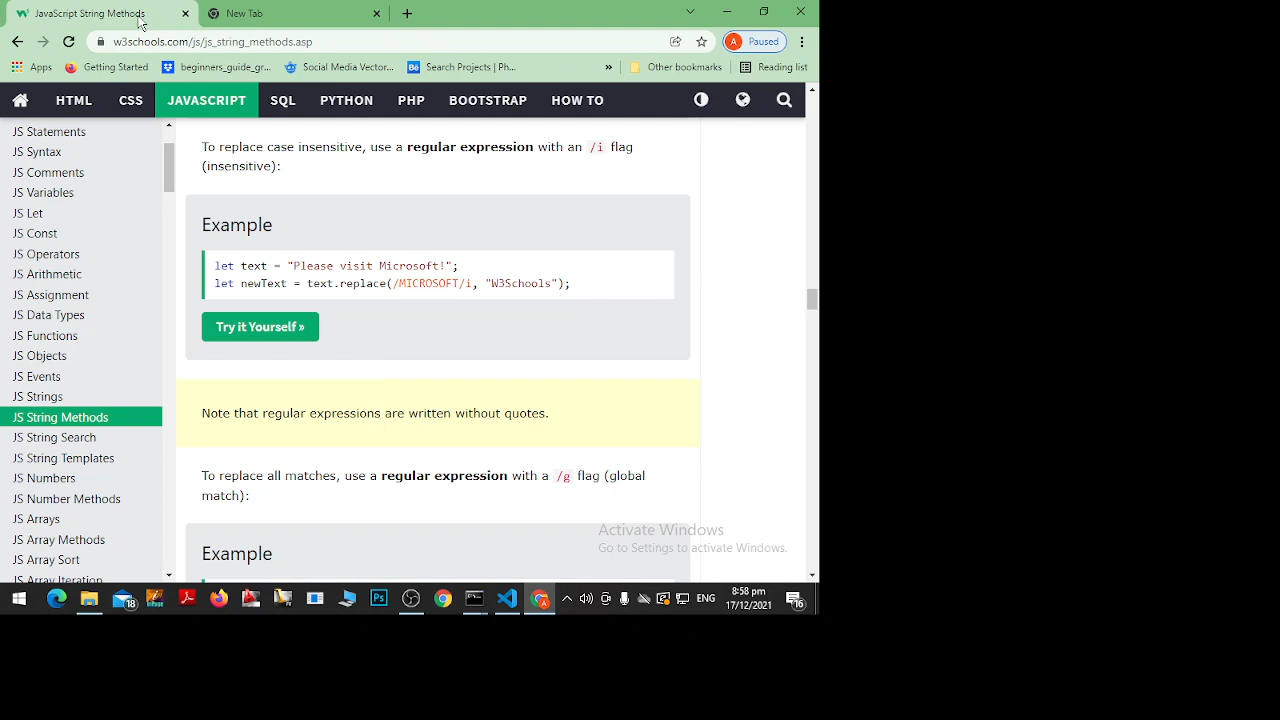 JavaScript String Methods
New Tab
w3schools.com/js/js_string_methods.asp
A Paused
Apps Getting Started beginners_guide_gr... Social Media Vector... Bē Search Projects | Ph... » Other bookmarks Reading list
HTML CSS JAVASCRIPT SQL PYTHON PHP BOOTSTRAP HOW TO
JS Statements
JS Syntax
JS Comments
JS Variables
JS Let
JS Const
JS Operators
JS Arithmetic
JS Assignment
JS Data Types
JS Functions
JS Objects
JS Events
JS Strings
JS String Methods
JS String Search
JS String Templates
JS Numbers
JS Number Methods
JS Arrays
JS Array Methods
JS Array Sort
JS Array Iteration
To replace case insensitive, use a regular expression with an /i flag
(insensitive):
Example
let text = "Please visit Microsoft!";
let newText = text.replace(/MICROSOFT/i, "W3Schools");
Try it Yourself »
Note that regular expressions are written without quotes.
To replace all matches, use a regular expression with a /g flag (global
match):
Example
Activate Windows
Go to Settings to activate Windows.
18
Ps
A
ENG
8:58 pm
17/12/2021
16